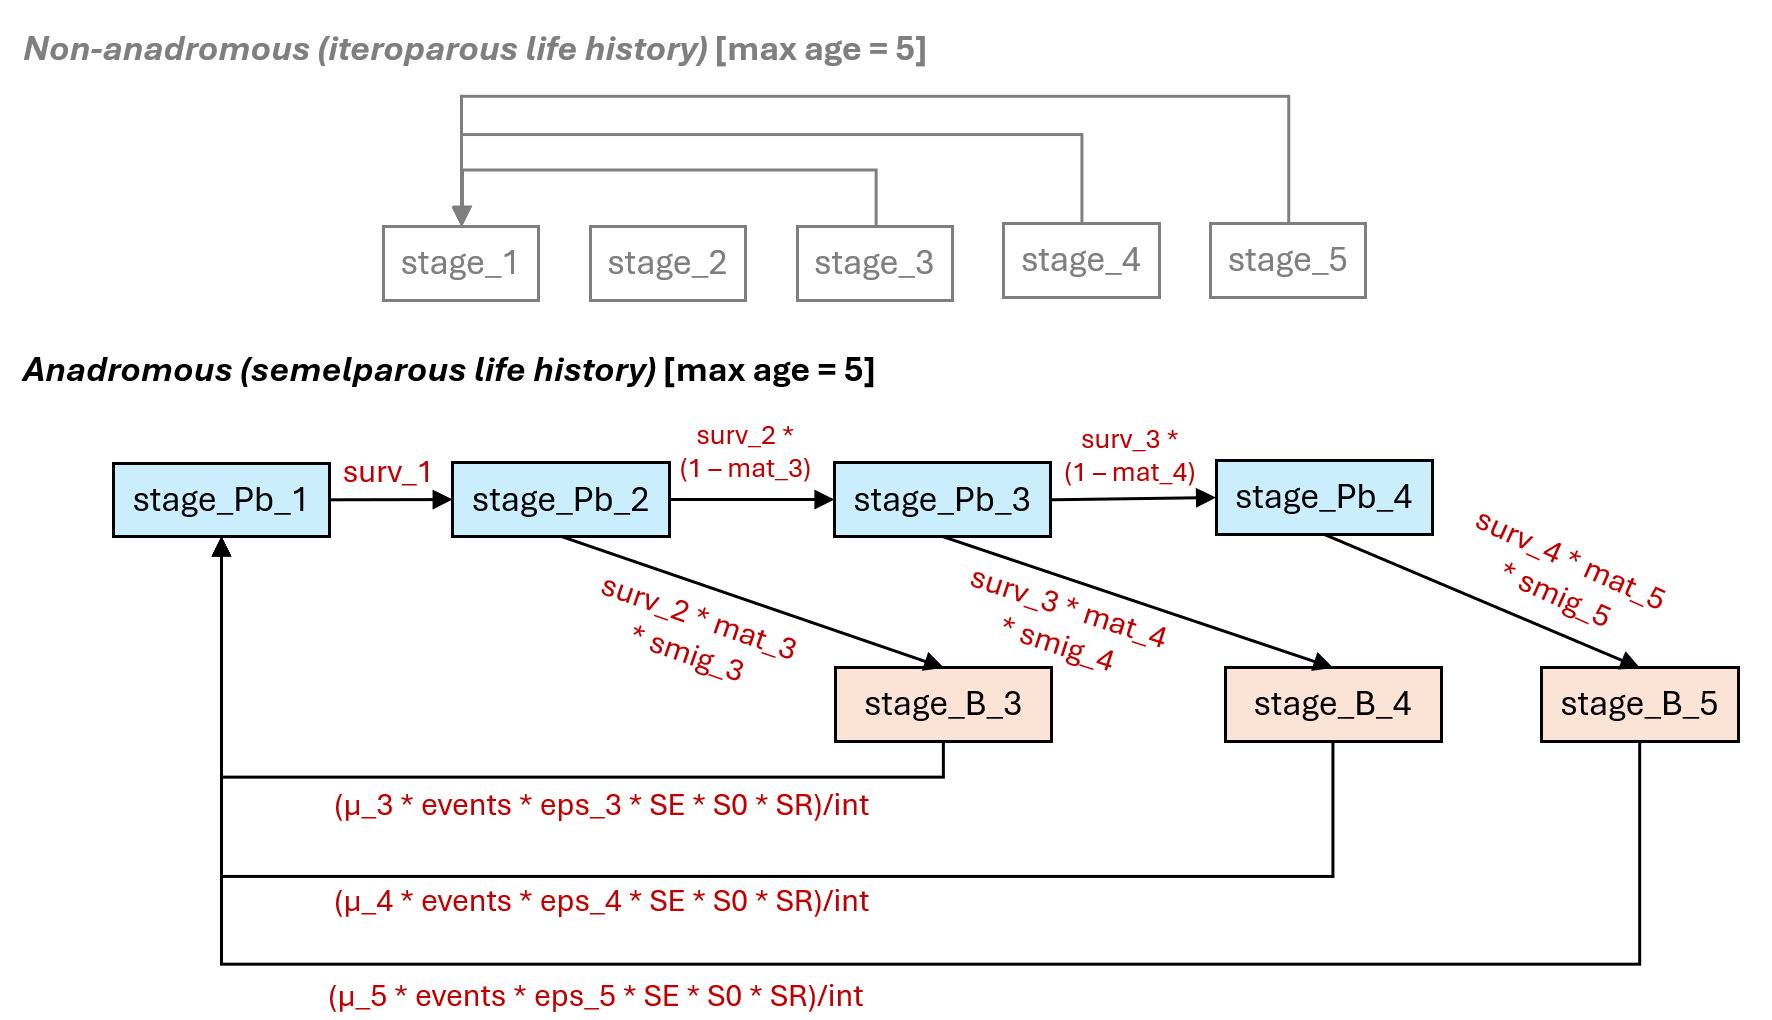 Non-anadromous (iteroparous life history) [max age = 5]
stage_1
stage_2
stage_3
stage_4
stage_5
Anadromous (semelparous life history) [max age = 5]
stage_Pb_1
surv_1
stage_Pb_2
surv_2 *
(1 – mat_3)
stage_Pb_3
surv_3 *
(1 – mat_4)
stage_Pb_4
surv_2 * mat_3
* smig_3
surv_3 * mat_4
* smig_4
surv_4 * mat_5
* smig_5
stage_B_3
stage_B_4
stage_B_5
(μ_3 * events * eps_3 * SE * S0 * SR)/int
(μ_4 * events * eps_4 * SE * S0 * SR)/int
(μ_5 * events * eps_5 * SE * S0 * SR)/int